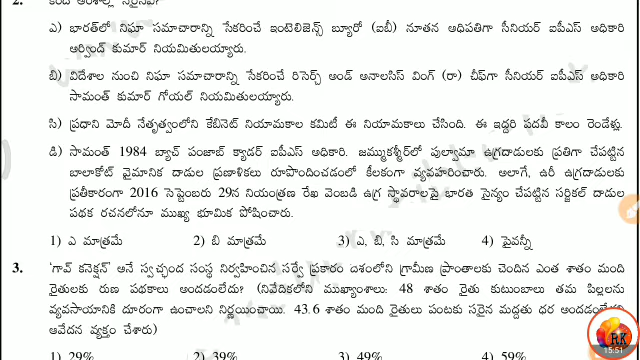 2. కింది అంశాల్లో సరైనవి?
ఎ) భారత్‌లో నిఘా సమాచారాన్ని సేకరించే ఇంటెలిజెన్స్ బ్యూరో (ఐబీ) నూతన అధిపతిగా సీనియర్ ఐపీఎస్ అధికారి
అర్వింద్ కుమార్ నియమితులయ్యారు.
బి) విదేశాల నుంచి నిఘా సమాచారాన్ని సేకరించే రిసెర్చ్ అండ్ అనాలసిస్ వింగ్ (రా) చీఫ్‌గా సీనియర్ ఐపీఎస్ అధికారి
సామంత్ కుమార్ గోయల్ నియమితులయ్యారు.
సి) ప్రధాని మోదీ నేతృత్వంలోని కేబినెట్ నియామకాల కమిటీ ఈ నియామకాలు చేసింది. ఈ ఇద్దరి పదవీ కాలం రెండేళ్లు.
డి) సామంత్ 1984 బ్యాచ్ పంజాబ్ క్యాడర్ ఐపీఎస్ అధికారి. జమ్ముకశ్మీర్‌లో పుల్వామా ఉగ్రదాడులకు ప్రతిగా చేపట్టిన
బాలాకోట్ వైమానిక దాడుల ప్రణాళికలు రూపొందించడంలో కీలకంగా వ్యవహరించారు. అలాగే, ఉరీ ఉగ్రదాడులకు
ప్రతీకారంగా 2016 సెప్టెంబరు 29న నియంత్రణ రేఖ వెంబడి ఉగ్ర స్థావరాలపై భారత సైన్యం చేపట్టిన సర్జికల్ దాడుల
పథక రచనలోనూ ముఖ్య భూమిక పోషించారు.
1) ఎ మాత్రమే 2) బి మాత్రమే 3) ఎ, బి, సి మాత్రమే 4) పైవన్నీ
3. 'గావ్ కనెక్షన్' అనే స్వచ్ఛంద సంస్థ నిర్వహించిన సర్వే ప్రకారం దేశంలోని గ్రామీణ ప్రాంతాలకు చెందిన ఎంత శాతం మంది
రైతులకు రుణ పథకాలు అందడంలేదు? (నివేదికలోని ముఖ్యాంశాలు: 48 శాతం రైతు కుటుంబాలు తమ పిల్లలను
వ్యవసాయానికి దూరంగా ఉంచాలని నిర్ణయించాయి. 43.6 శాతం మంది రైతులు పంటకు సరైన మద్దతు ధర
ఆవేదన వ్యక్తం చేశారు)
1) 29% 2) 39% 3) 49% 4) 59%
RK
15:51